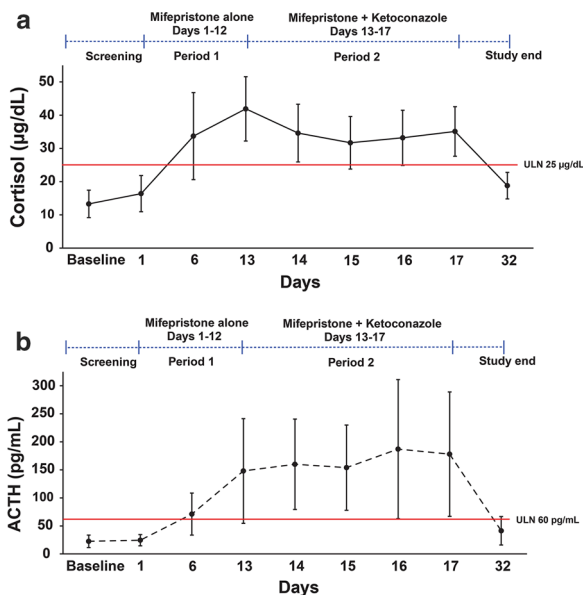 a
Mifepristone alone
Days 1-12
Mifepristone + Ketoconazole
Days 13-17
Screening
Period 1
Period 2
Study end
Cortisol (µg/dL)
50
40
30
20
10
0
ULN 25 µg/dL
Baseline 1 6 13 14 15 16 17 32
Days
b
Mifepristone alone
Days 1-12
Mifepristone + Ketoconazole
Days 13-17
Screening
Period 1
Period 2
Study end
ACTH (pg/mL)
300
250
200
150
100
50
0
ULN 60 pg/mL
Baseline 1 6 13 14 15 16 17 32
Days